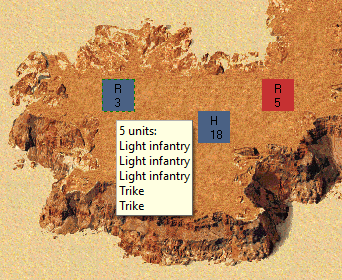 R
3
R
5
H
18
5 units:
Light infantry
Light infantry
Light infantry
Trike
Trike